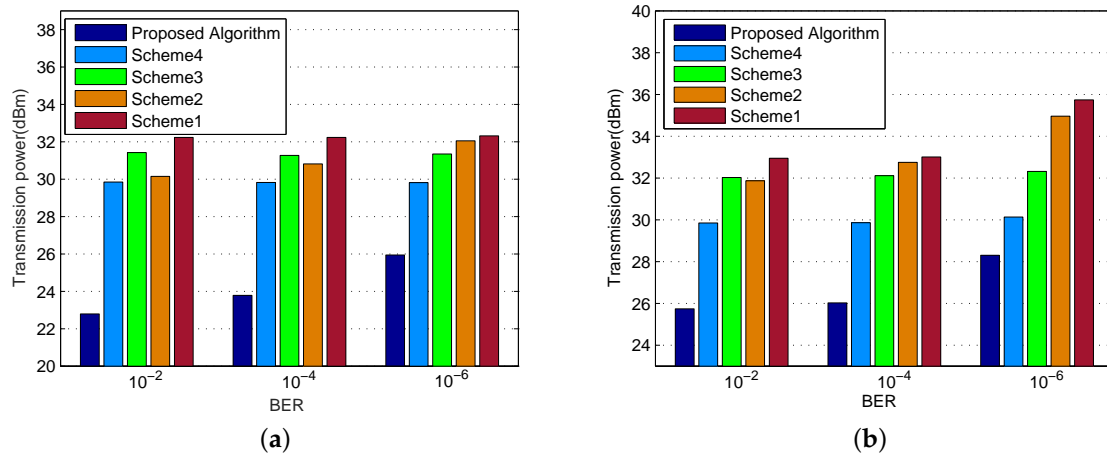 38
36
34
32
30
28
26
24
22
20
Transmission power(dBm)
Proposed Algorithm
Scheme4
Scheme3
Scheme2
Scheme1
10−2
10−4
10−6
BER
(a)
40
38
36
34
32
30
28
26
24
Transmission power(dBm)
Proposed Algorithm
Scheme4
Scheme3
Scheme2
Scheme1
10−2
10−4
10−6
BER
(b)